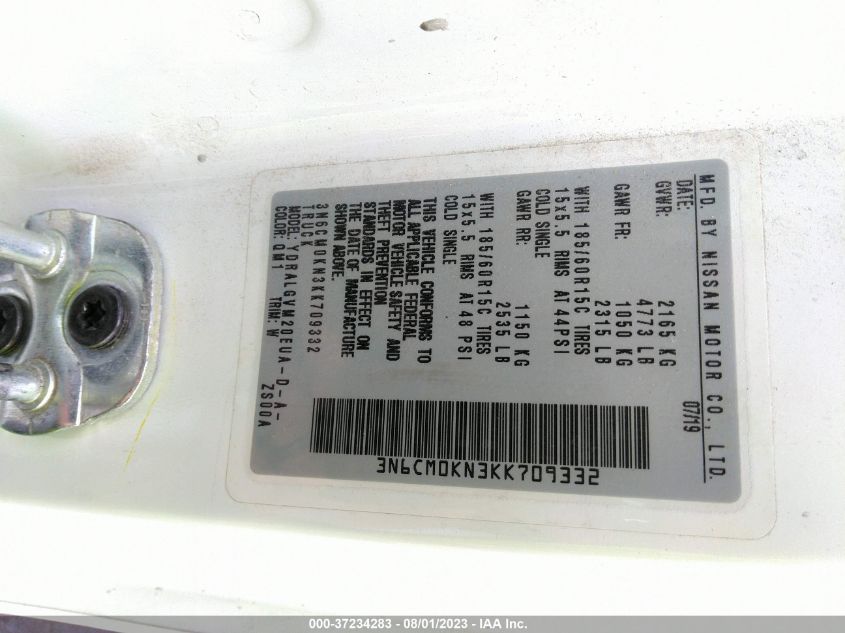 MFD. BY NISSAN MOTOR CO., LTD.
DATE: 07/19
GVWR: 2165 KG
4773 LB
GAWR FR: 1050 KG
2315 LB
WITH 185/60R15C TIRES
15x5.5 RIMS AT 44PSI
COLD SINGLE
GAWR RR: 1150 KG
2535 LB
WITH 185/60R15C TIRES
15x5.5 RIMS AT 48 PSI
COLD SINGLE
THIS VEHICLE CONFORMS TO
ALL APPLICABLE FEDERAL
MOTOR VEHICLE SAFETY AND
THEFT PREVENTION
STANDARDS IN EFFECT ON
THE DATE OF MANUFACTURE
SHOWN ABOVE.
3N6CM0KN3KK709332
TRUCK
MODEL: YDRALGVM20EUA-D-A-
ZS00A
COLOR: QM1 TRIM: W
3N6CM0KN3KK709332
000-37234283 - 08/01/2023 - IAA Inc.